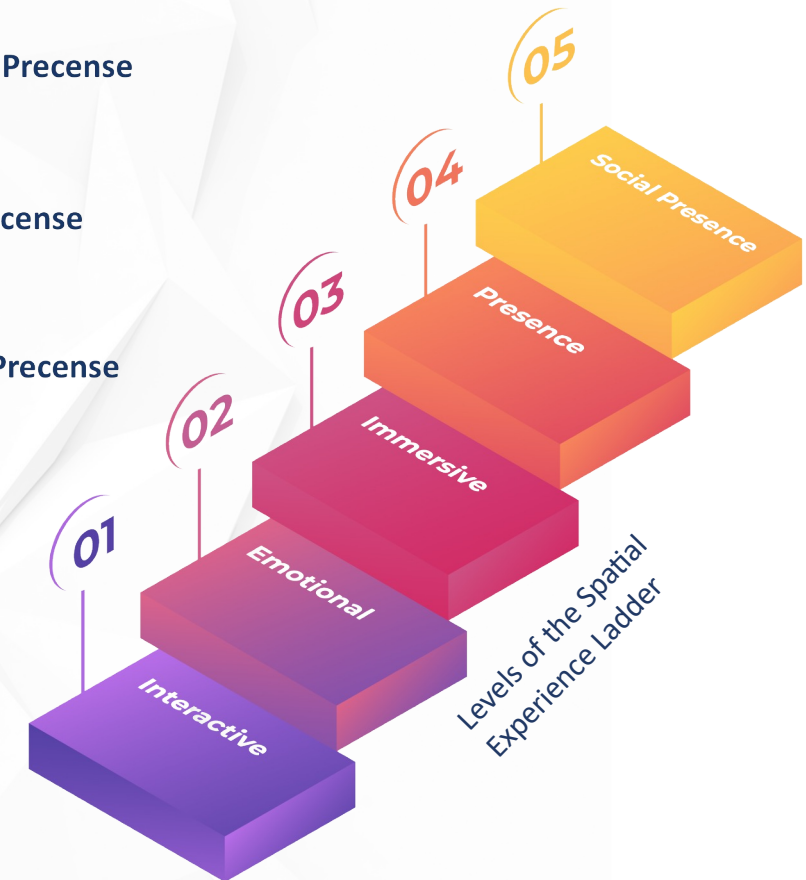 Precense
cense
Precense
05
Social Presence
04
Presence
03
Immersive
02
Emotional
01
Interactive
Levels of the Spatial
Experience Ladder